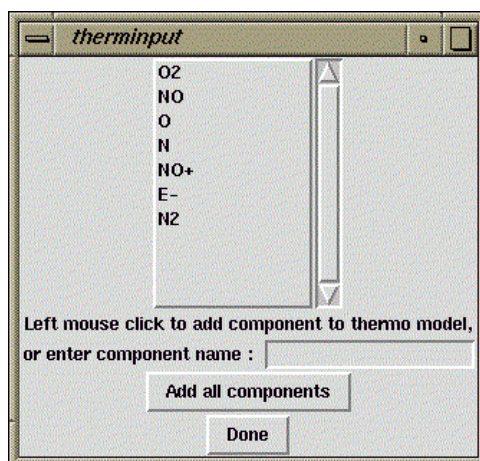 therminput
O2
NO
O
N
NO+
E-
N2
Left mouse click to add component to thermo model,
or enter component name :
Add all components
Done